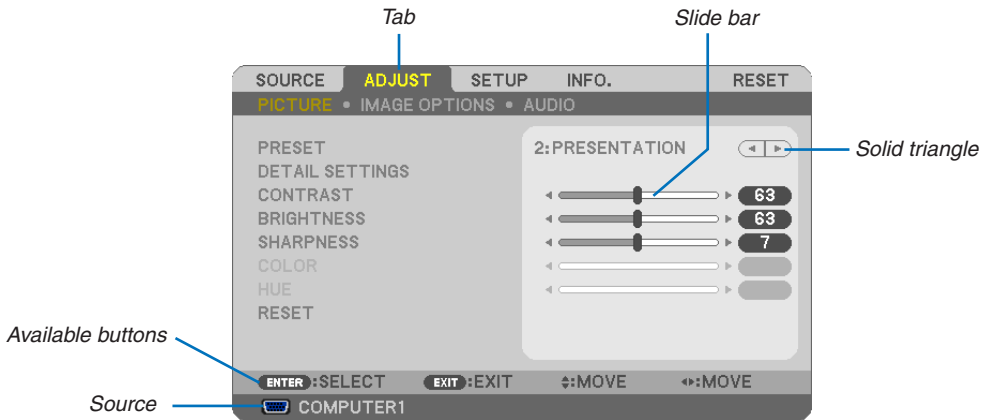 Tab
Slide bar
SOURCE ADJUST SETUP INFO. RESET
PICTURE • IMAGE OPTIONS • AUDIO
PRESET 2:PRESENTATION
Solid triangle
DETAIL SETTINGS
CONTRAST 63
BRIGHTNESS 63
SHARPNESS 7
COLOR
HUE
RESET
Available buttons
ENTER :SELECT EXIT :EXIT :MOVE :MOVE
Source
COMPUTER1